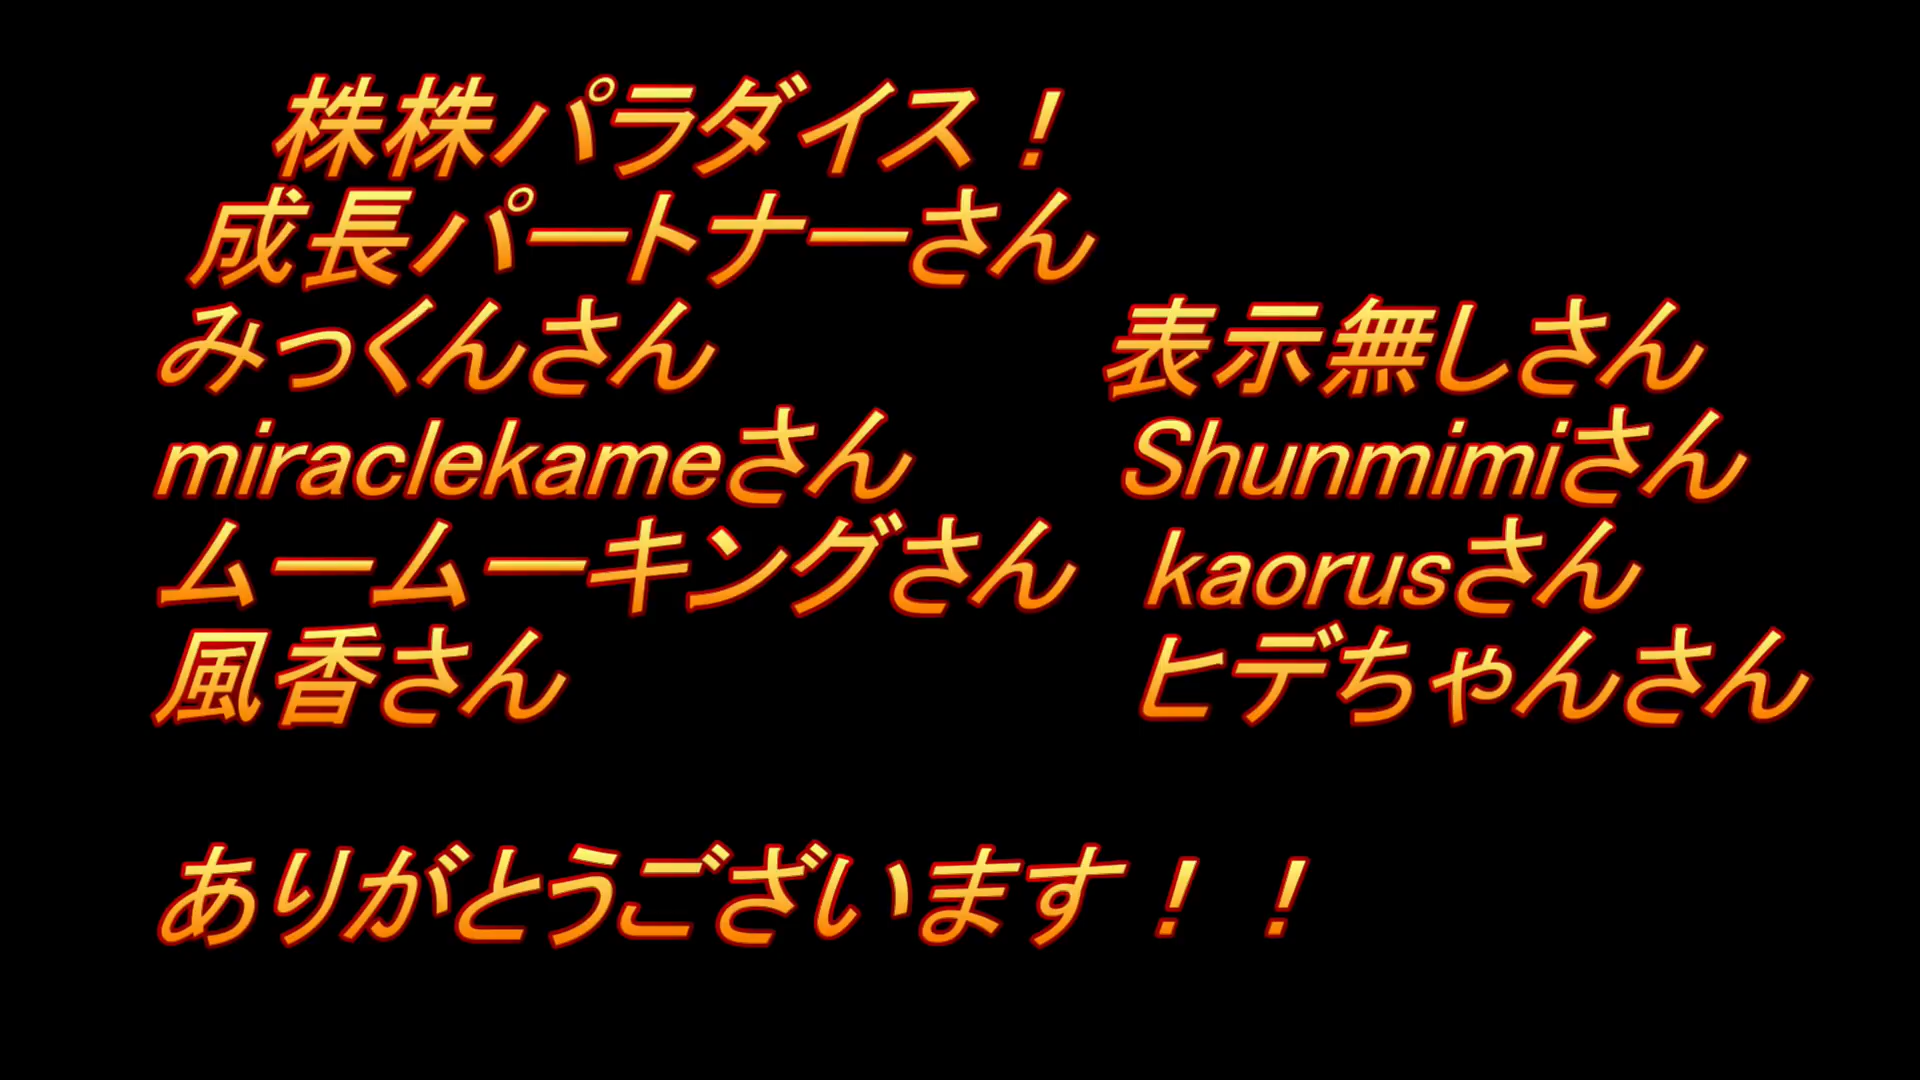 株株パラダイス！
成長パートナーさん
みっくんさん 表示無しさん
miraclekameさん Shunmimiさん
ムームーキングさん kaorusさん
風香さん ヒデちゃんさん
ありがとうございます！！